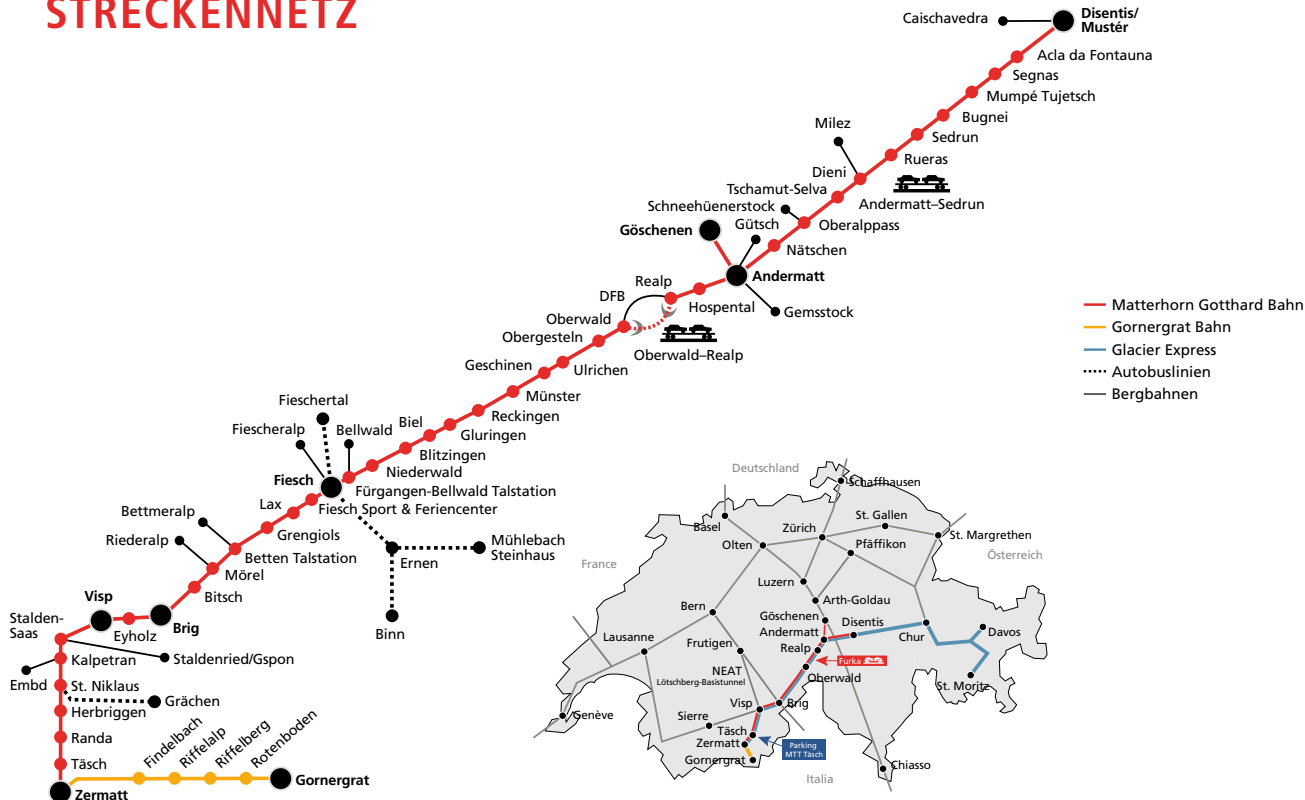 STRECKENNETZ
Caischavedra
Disentis/
Mustér
Acla da Fontauna
Segnas
Mumpé Tujetsch
Bugnei
Sedrun
Rueras
Milez
Dieni
Andermatt–Sedrun
Tschamut-Selva
Schneehüenerstock
Oberalppass
Gütsch
Göschenen
Nätschen
Andermatt
Realp
Hospental
Gemsstock
DFB
Oberwald
Oberwald–Realp
Obergesteln
Ulrichen
Geschinen
Münster
Reckingen
Gluringen
Biel
Blitzingen
Niederwald
Fieschertal
Fiescheralp
Bellwald
Fiesch
Fürgangen-Bellwald Talstation
Fiesch Sport & Feriencenter
Lax
Grengiols
Bettmeralp
Riederalp
Betten Talstation
Mörel
Bitsch
Mühlebach
Steinhaus
Ernen
Binn
Visp
Eyholz
Brig
Stalden-
Saas
Staldenried/Gspon
Kalpetran
Embd
St. Niklaus
Grächen
Herbriggen
Randa
Täsch
Zermatt
Findelbach
Riffelalp
Riffelberg
Rotenboden
Gornergrat
Matterhorn Gotthard Bahn
Gornergrat Bahn
Glacier Express
Autobuslinien
Bergbahnen
Deutschland
Schaffhausen
Basel
Zürich
St. Gallen
St. Margrethen
Olten
Pfäffikon
Österreich
France
Luzern
Arth-Goldau
Bern
Göschenen
Disentis
Andermatt
Chur
Davos
Lausanne
Frutigen
Realp
Furka
NEAT
Lötschberg-Basistunnel
Oberwald
St. Moritz
Visp
Brig
Genève
Sierre
Täsch
Zermatt
Parking
MTT Täsch
Gornergrat
Italia
Chiasso